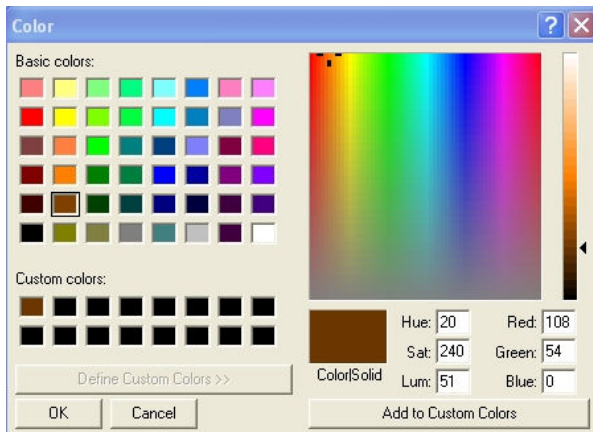 Color
Basic colors:
Custom colors:
Define Custom Colors >>
OK Cancel
Color|Solid
Hue: 20 Red: 108
Sat: 240 Green: 54
Lum: 51 Blue: 0
Add to Custom Colors